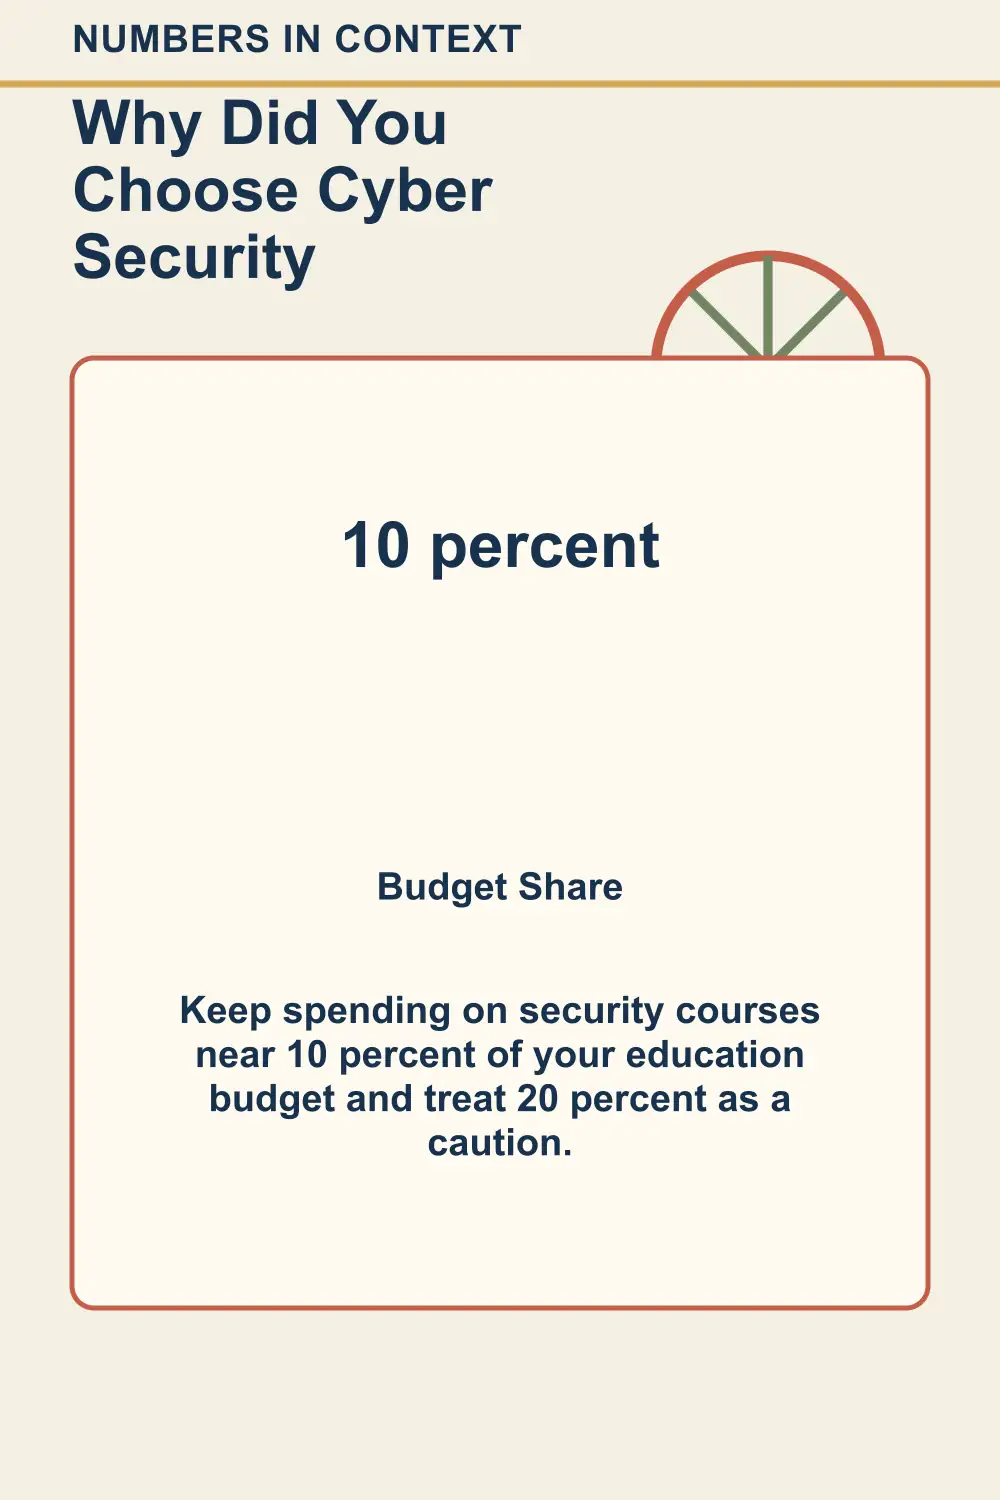 NUMBERS IN CONTEXT
Why Did You
Choose Cyber
Security
10 percent
Budget Share
Keep spending on security courses
near 10 percent of your education
budget and treat 20 percent as a
caution.